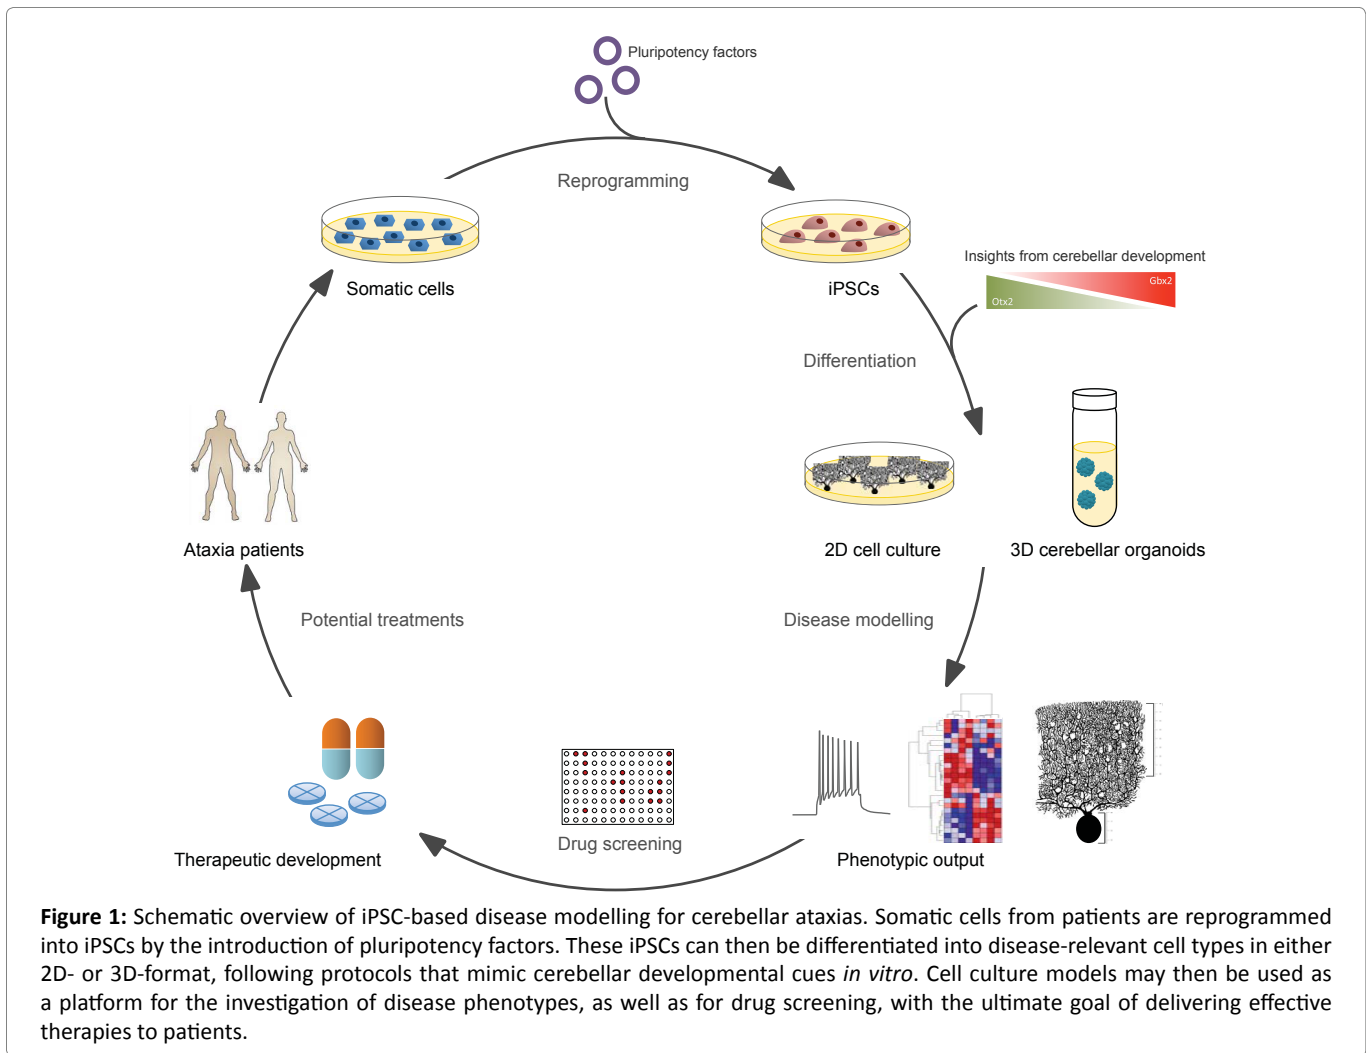 Pluripotency factors
Reprogramming
Somatic cells
iPSCs
Insights from cerebellar development
Gbx2
Otx2
Differentiation
Ataxia patients
2D cell culture
3D cerebellar organoids
Potential treatments
Disease modelling
Drug screening
Therapeutic development
Phenotypic output
Figure 1: Schematic overview of iPSC-based disease modelling for cerebellar ataxias. Somatic cells from patients are reprogrammed
into iPSCs by the introduction of pluripotency factors. These iPSCs can then be differentiated into disease-relevant cell types in either
2D- or 3D-format, following protocols that mimic cerebellar developmental cues in vitro. Cell culture models may then be used as
a platform for the investigation of disease phenotypes, as well as for drug screening, with the ultimate goal of delivering effective
therapies to patients.